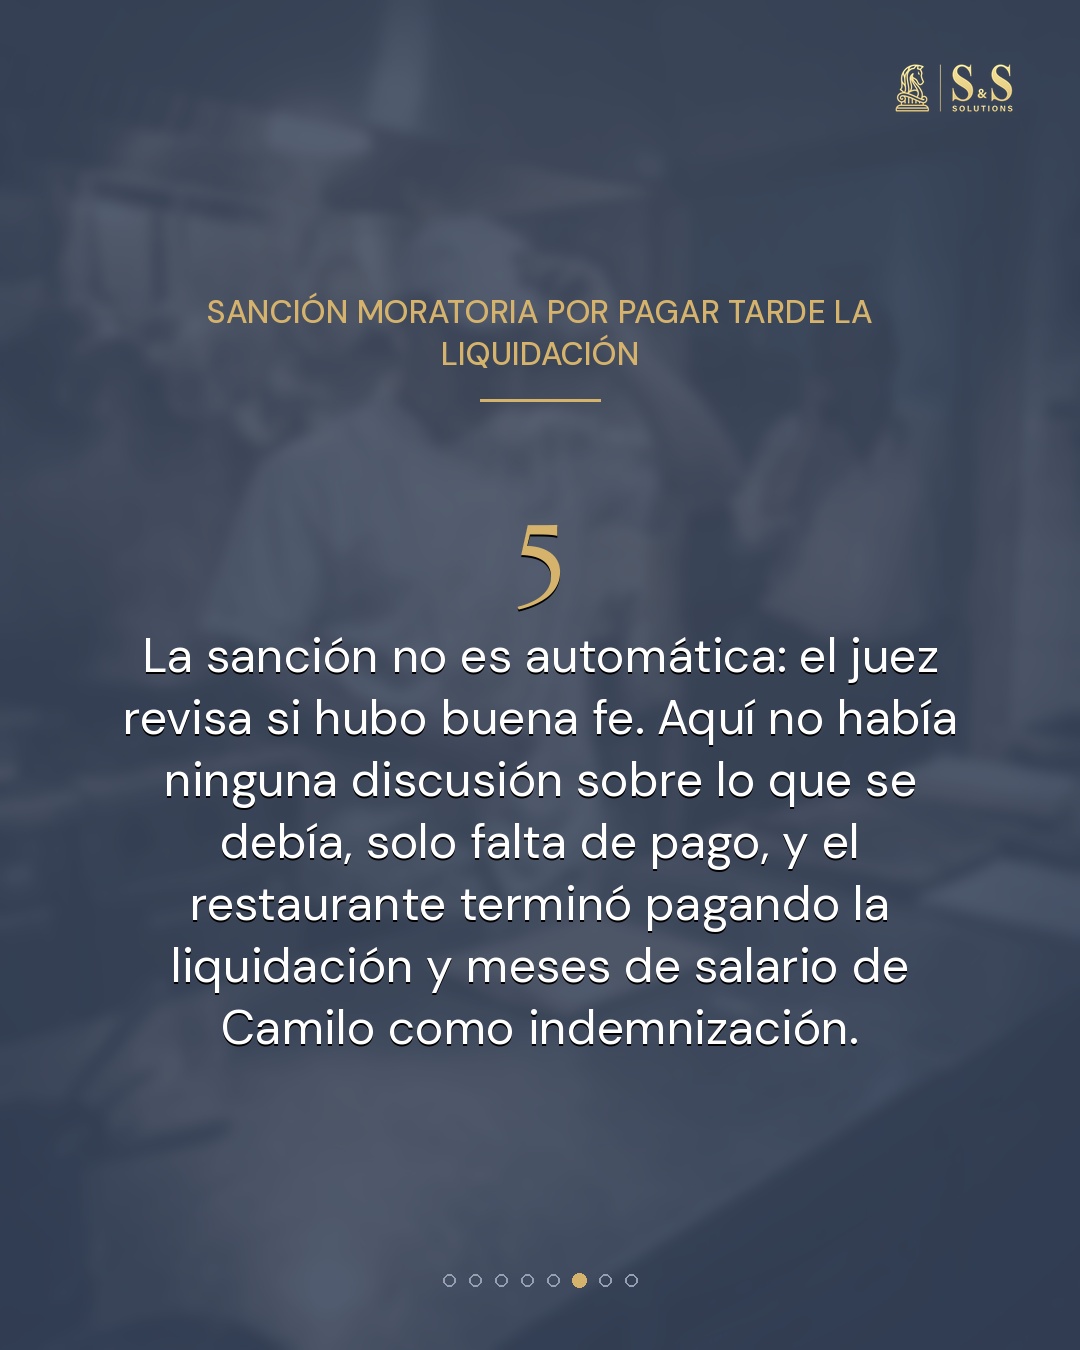 S&S
SOLUTIONS
SANCIÓN MORATORIA POR PAGAR TARDE LA
LIQUIDACIÓN
5
La sanción no es automática: el juez
revisa si hubo buena fe. Aquí no había
ninguna discusión sobre lo que se
debía, solo falta de pago, y el
restaurante terminó pagando la
liquidación y meses de salario de
Camilo como indemnización.